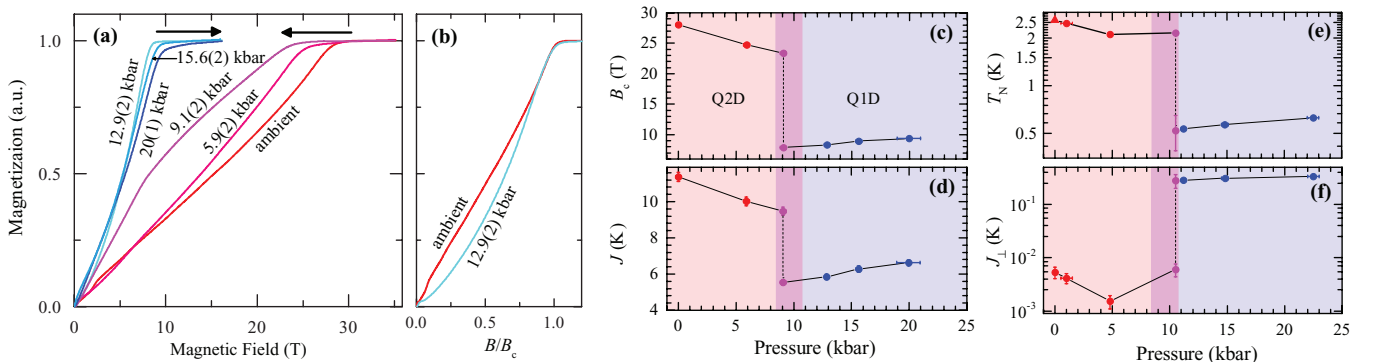 (a)
1.0
0.5
0.0
Magnetizaion (a.u.)
15.6(2) kbar
12.9(2) kbar
20(1) kbar
9.1(2) kbar
5.9(2) kbar
ambient
0 10 20 30
Magnetic Field (T)
(b)
ambient
12.9(2) kbar
0.0 0.5 1.0
B/Bc
(c)
30
25
20
15
10
Bc (T)
Q2D
Q1D
(d)
10
8
6
4
J (K)
0 5 10 15 20 25
Pressure (kbar)
(e)
2.5
2
1
0.5
TN (K)
(f)
10-1
10-2
10-3
J⊥ (K)
0 5 10 15 20 25
Pressure (kbar)